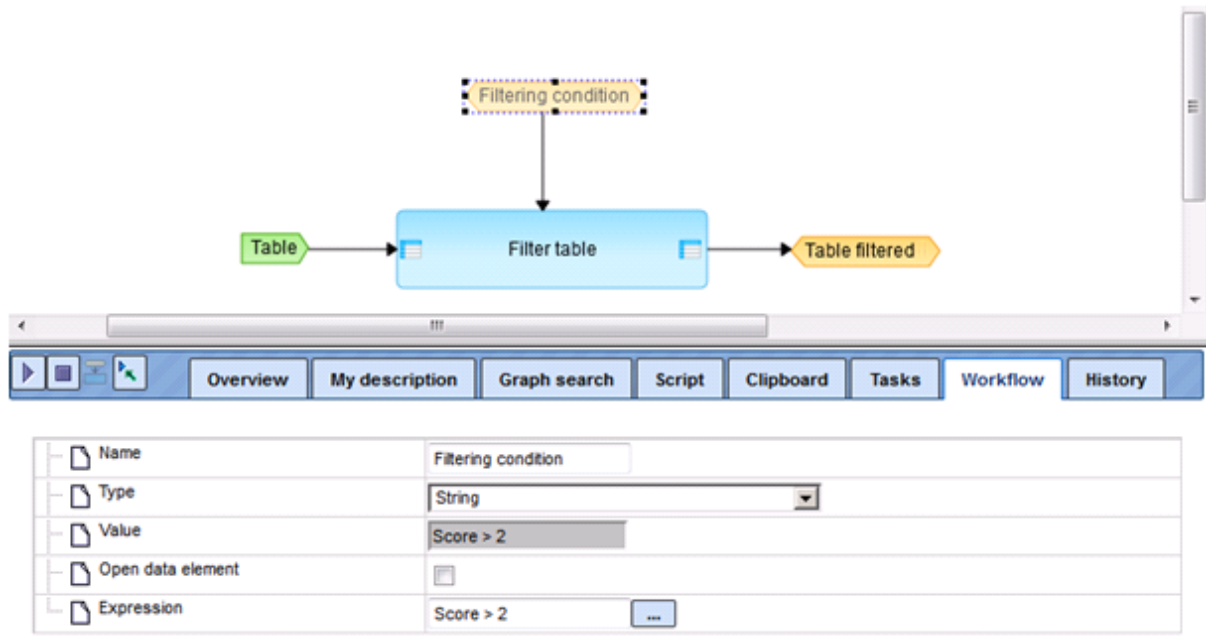 Filtering condition
Table
Filter table
Table filtered
Overview My description Graph search Script Clipboard Tasks Workflow History
Name Filtering condition
Type String
Value Score > 2
Open data element
Expression Score > 2 ...